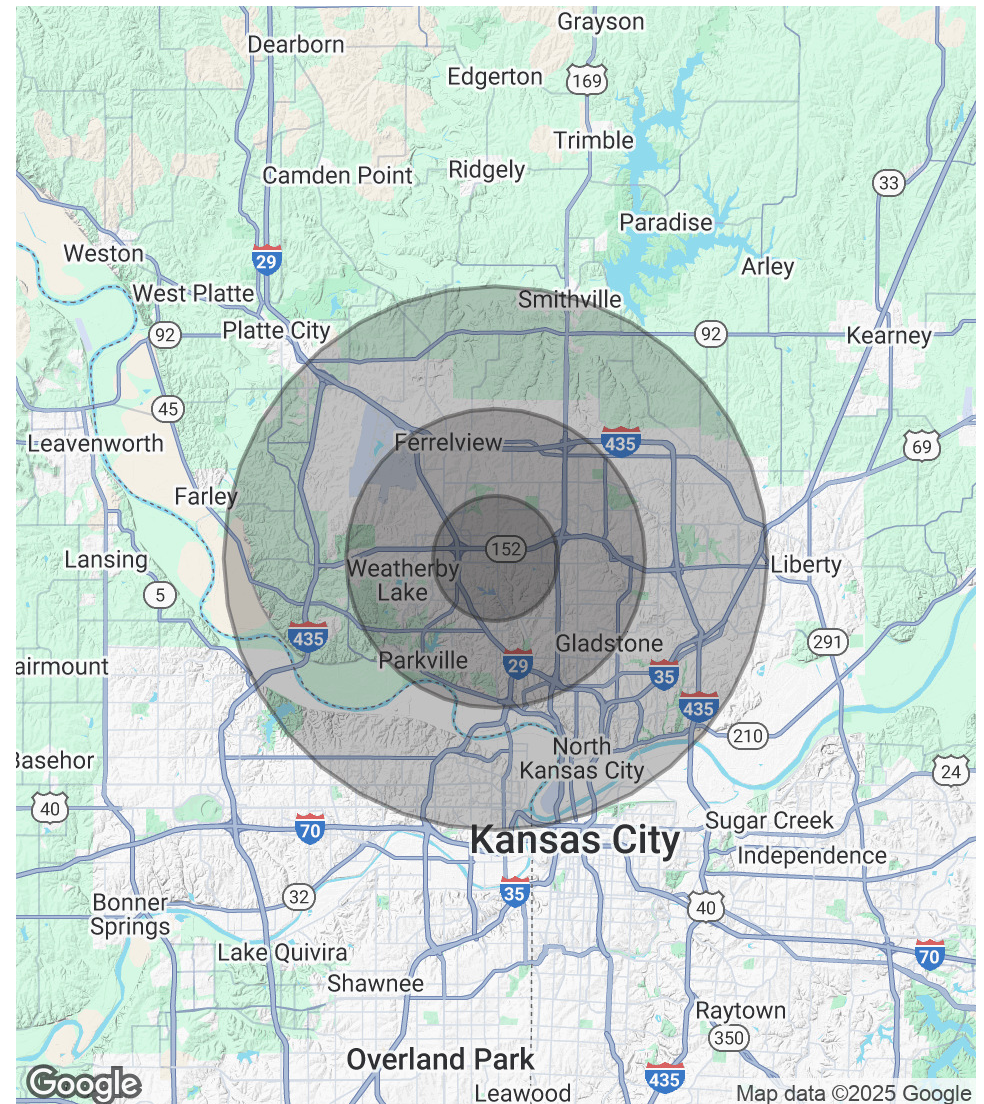 Grayson
Dearborn
Edgerton
169
Trimble
Camden Point
Ridgely
33
Paradise
Weston
29
Arley
West Platte
Smithville
Platte City
92
92
Kearney
45
Leavenworth
Ferrelview
435
69
Farley
152
Lansing
Weatherby
Lake
Liberty
5
435
Gladstone
291
airmount
Parkville
29
35
435
210
North
Kansas City
Basehor
24
40
70
Kansas City
Sugar Creek
Independence
32
35
40
Bonner
Springs
Lake Quivira
70
Shawnee
Raytown
350
Overland Park
435
Leawood
Google
Map data ©2025 Google